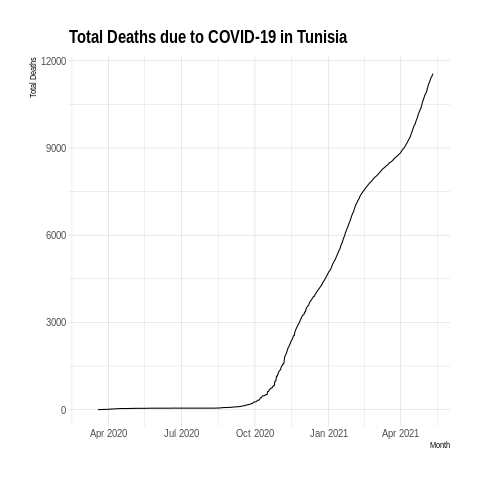 Total Deaths due to COVID-19 in Tunisia
Total Deaths
12000
9000
6000
3000
0
Apr 2020 Jul 2020 Oct 2020 Jan 2021 Apr 2021
Month